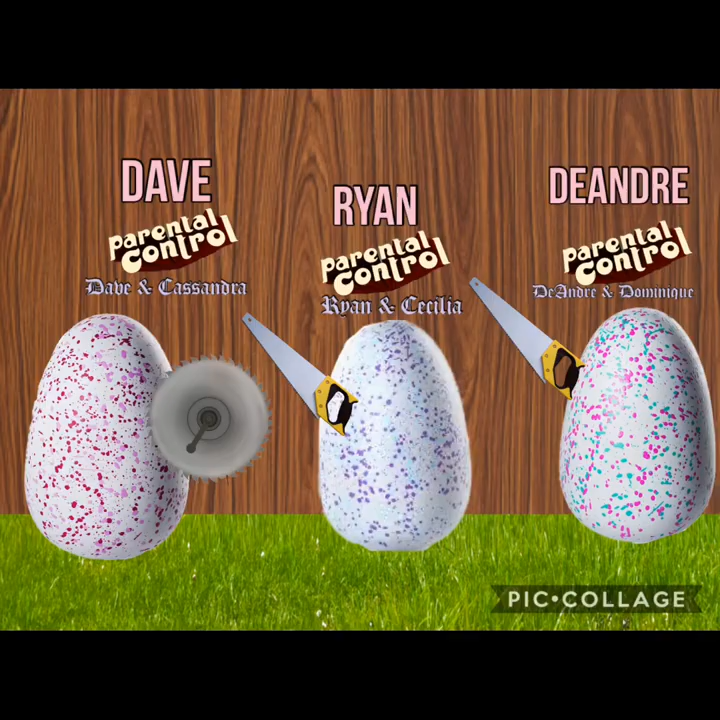 DAVE
parental
control
Dave & Cassandra
RYAN
parental
control
Ryan & Cecilia
DEANDRE
parental
control
DeAndre & Dominique
PIC•COLLAGE